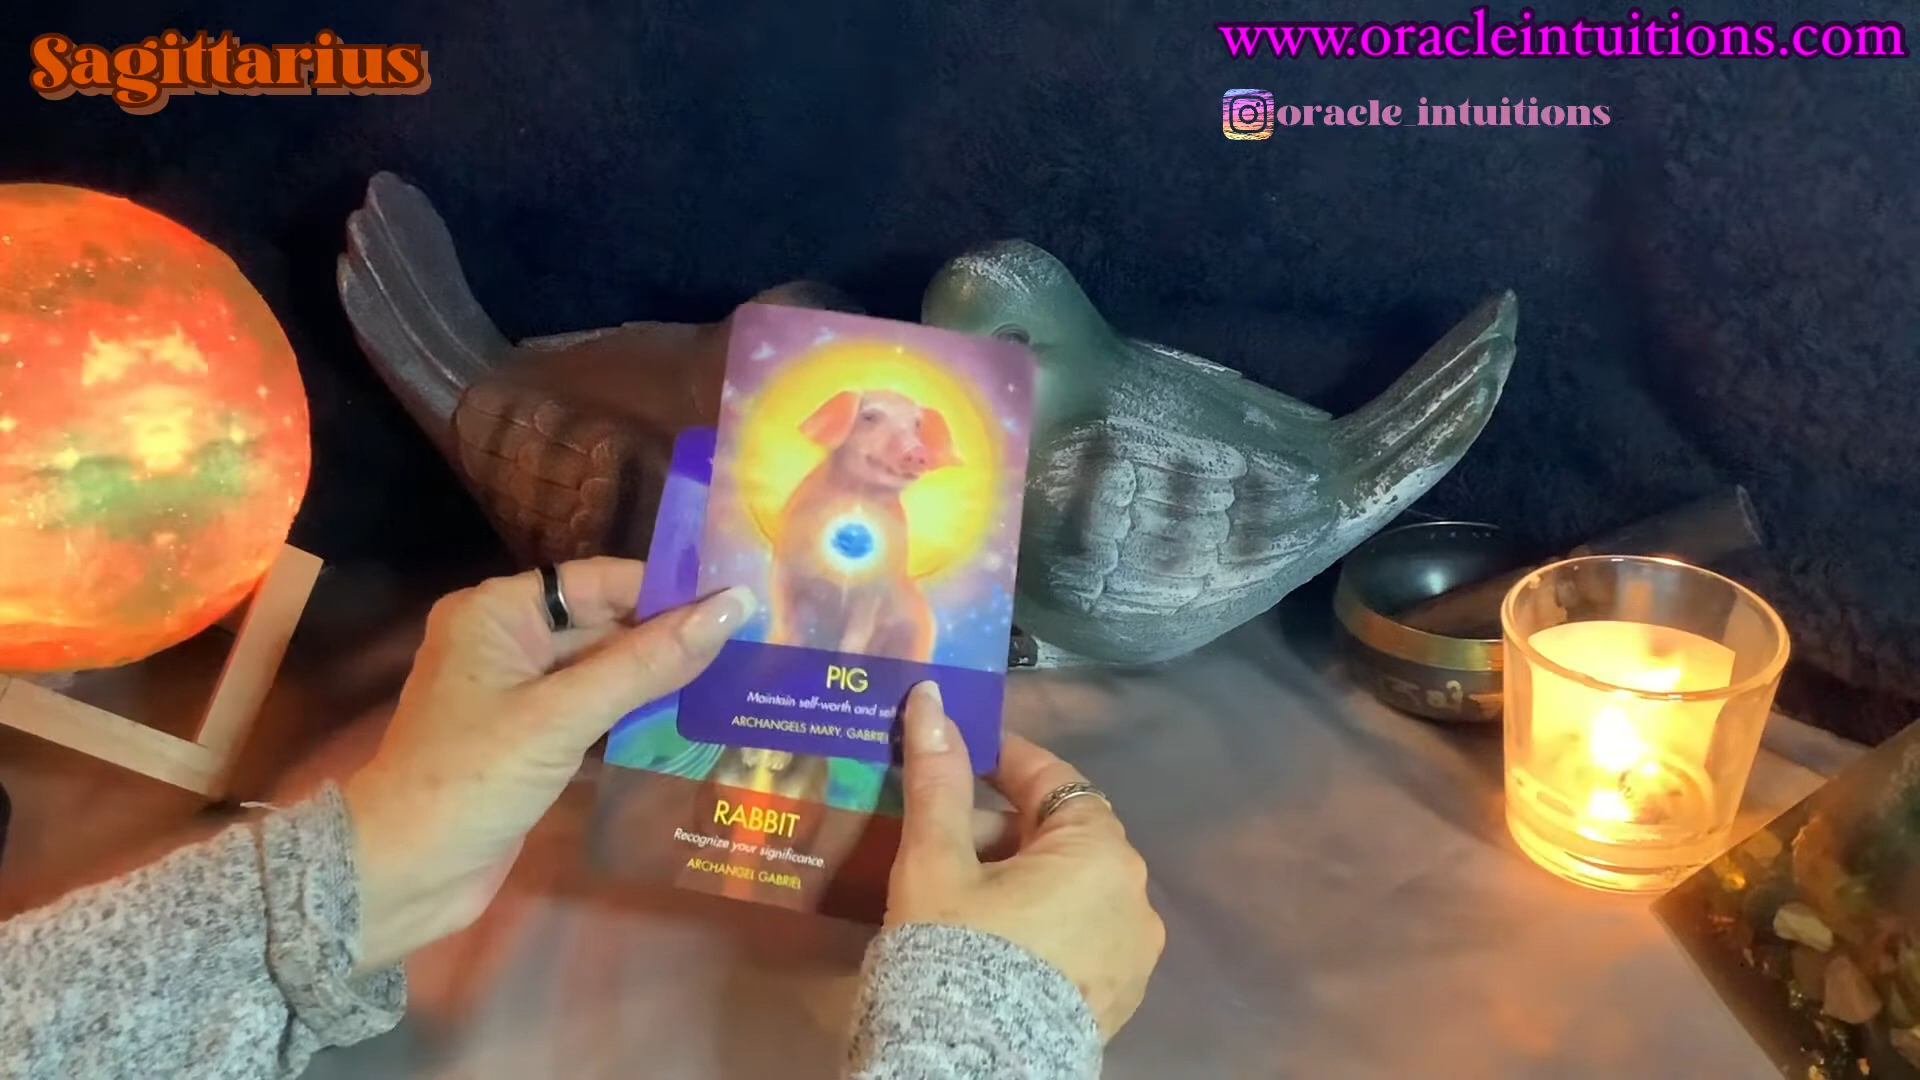 Sagittarius
www.oracleintuitions.com
oracle_intuitions
PIG
Maintain self-worth and
ARCHANGELS MARY, GABRIEL
RABBIT
Recognize your significance.
ARCHANGEL GABRIEL